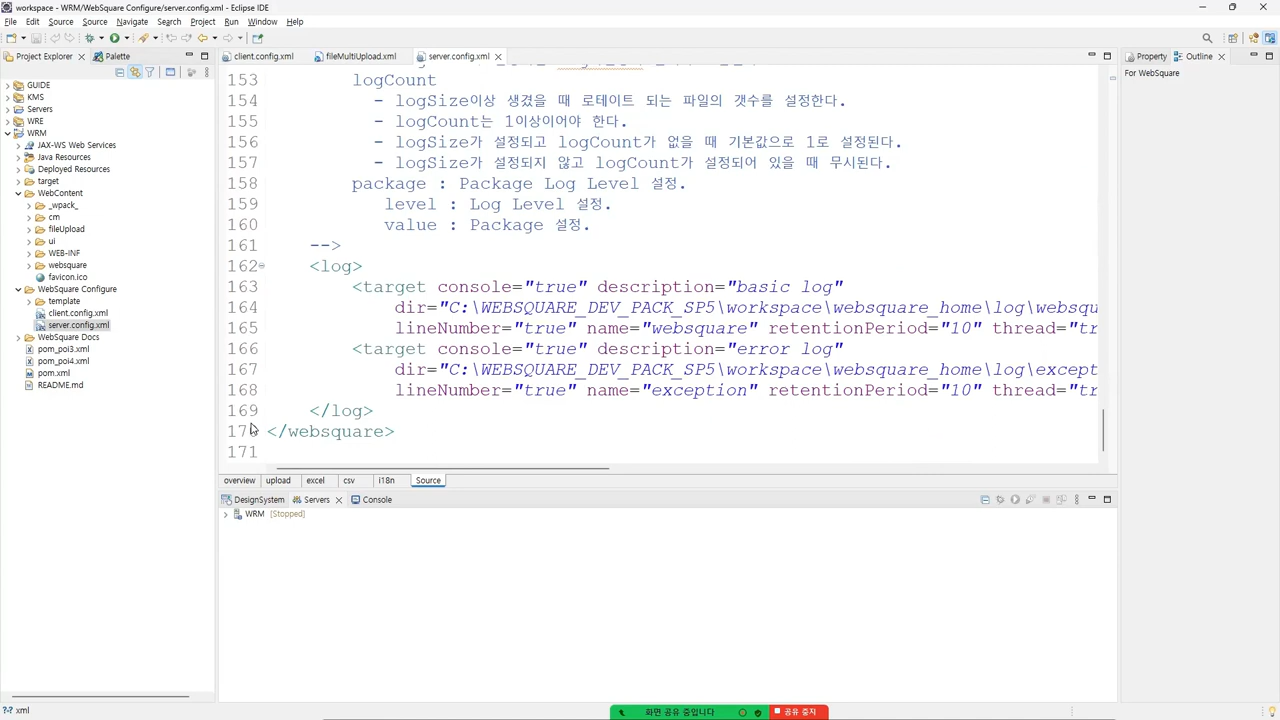 workspace - WRM/WebSquare Configure/server.config.xml - Eclipse IDE
File Edit Source Source Navigate Search Project Run Window Help
Project Explorer Palette
client.config.xml fileMultiUpload.xml server.config.xml
Property Outline
For WebSquare
GUIDE
KMS
Servers
WRE
WRM
JAX-WS Web Services
Java Resources
Deployed Resources
target
WebContent
_wpack_
cm
fileUpload
ui
WEB-INF
websquare
favicon.ico
WebSquare Configure
template
client.config.xml
server.config.xml
WebSquare Docs
pom_poi3.xml
pom_poi4.xml
pom.xml
README.md
153 logCount
154 - logSize이상 생겼을 때 로테이트 되는 파일의 갯수를 설정한다.
155 - logCount는 1이상이어야 한다.
156 - logSize가 설정되고 logCount가 없을 때 기본값으로 1로 설정된다.
157 - logSize가 설정되지 않고 logCount가 설정되어 있을 때 무시된다.
158 package : Package Log Level 설정.
159 level : Log Level 설정.
160 value : Package 설정.
161 -->
162 <log>
163 <target console="true" description="basic log"
164 dir="C:\WEBSQUARE_DEV_PACK_SP5\workspace\websquare_home\log\websqu
165 lineNumber="true" name="websquare" retentionPeriod="10" thread="tr
166 <target console="true" description="error log"
167 dir="C:\WEBSQUARE_DEV_PACK_SP5\workspace\websquare_home\log\except
168 lineNumber="true" name="exception" retentionPeriod="10" thread="tr
169 </log>
170 </websquare>
171
overview upload excel csv i18n Source
DesignSystem Servers Console
WRM [Stopped]
xml
화면 공유 중입니다 공유 중지